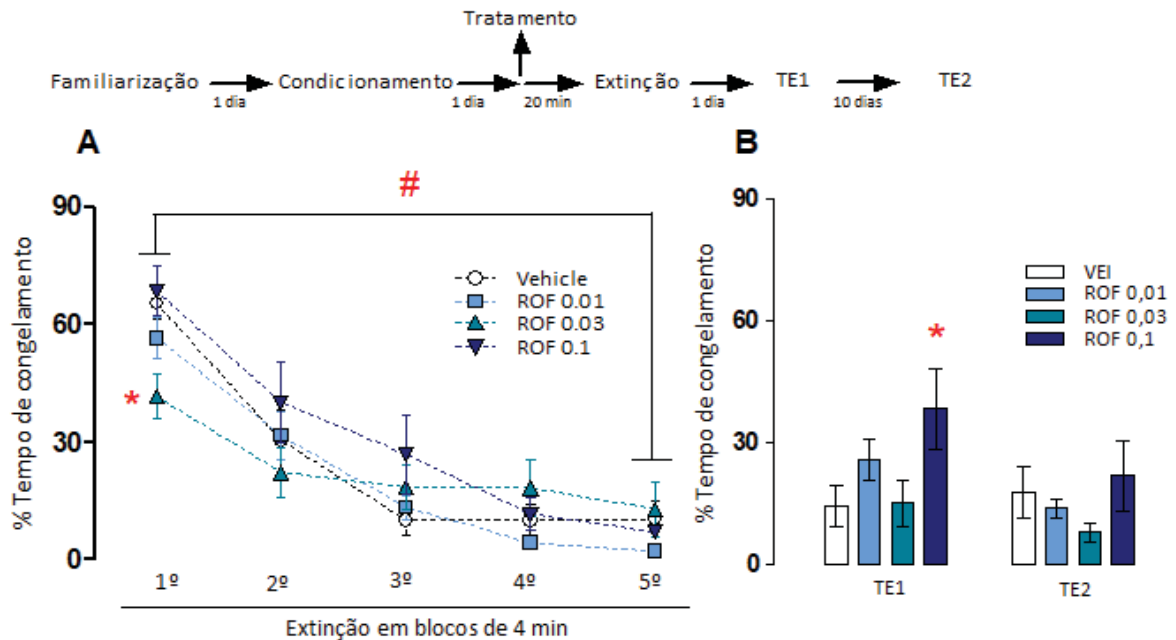 Tratamento
Familiarização Condicionamento Extinção TE1 TE2
1 dia 1 dia 20 min 1 dia 10 dias
A
#
% Tempo de congelamento
90
60
30
0
*
Vehicle
ROF 0.01
ROF 0.03
ROF 0.1
1º 2º 3º 4º 5º
Extinção em blocos de 4 min
B
% Tempo de congelamento
90
60
30
0
VEI
ROF 0,01
ROF 0,03
ROF 0,1
*
TE1 TE2